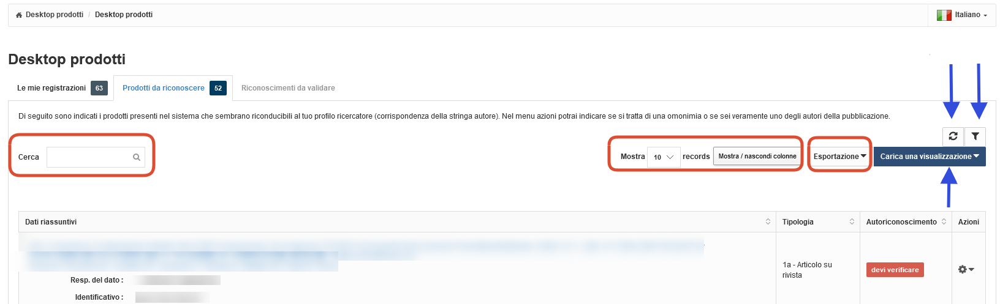 Desktop prodotti / Desktop prodotti
Italiano
Desktop prodotti
Le mie registrazioni 63 Prodotti da riconoscere 52 Riconoscimenti da validare
Di seguito sono indicati i prodotti presenti nel sistema che sembrano riconducibili al tuo profilo ricercatore (corrispondenza della stringa autore). Nel menu azioni potrai indicare se si tratta di una omonimia o se sei veramente uno degli autori della pubblicazione.
Cerca
Mostra 10 records Mostra / nascondi colonne Esportazione Carica una visualizzazione
Dati riassuntivi Tipologia Autoriconoscimento Azioni
1a - Articolo su
rivista
devi verificare
Resp. del dato :
Identificativo :